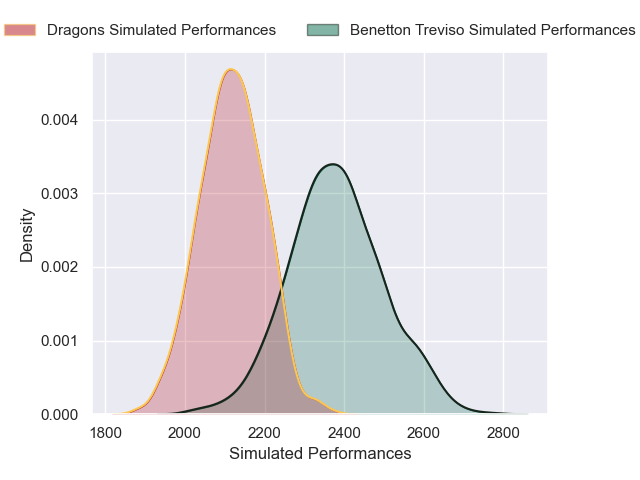 Dragons Simulated Performances
Benetton Treviso Simulated Performances
0.004
0.003
0.002
0.001
0.000
Density
1800 2000 2200 2400 2600 2800
Simulated Performances